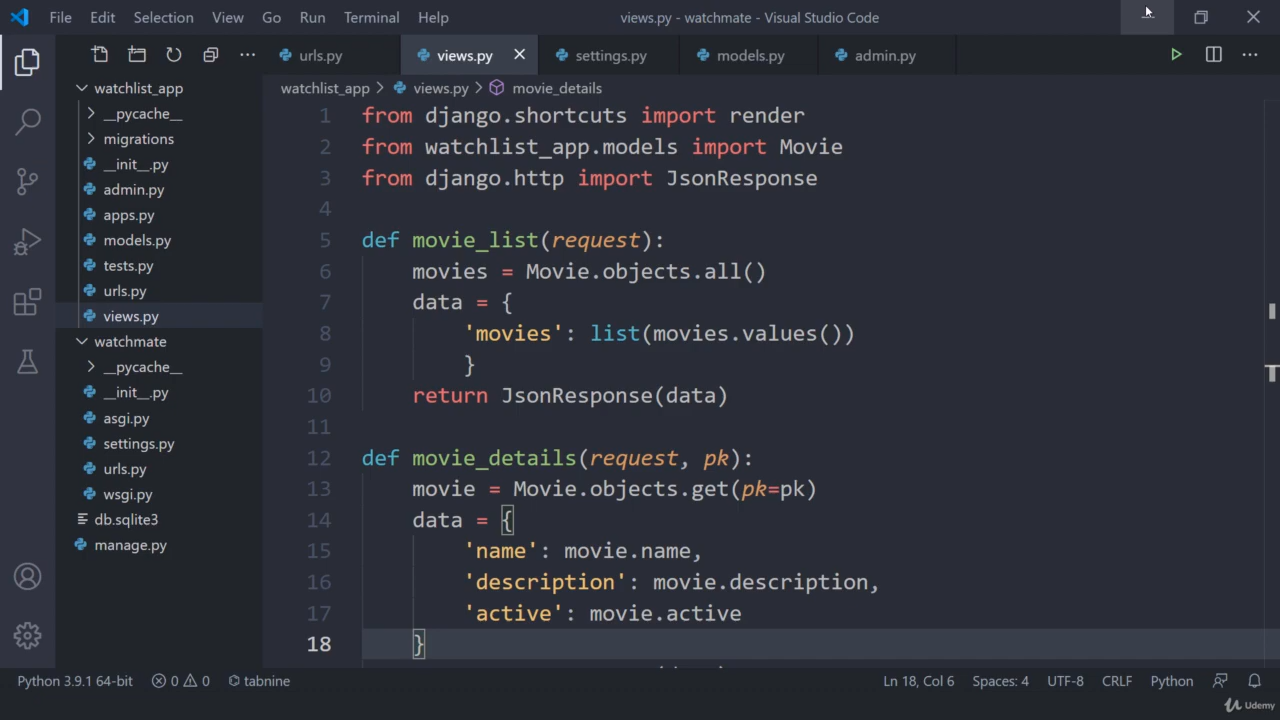 File Edit Selection View Go Run Terminal Help views.py - watchmate - Visual Studio Code
urls.py views.py settings.py models.py admin.py
watchlist_app
__pycache__
migrations
__init__.py
admin.py
apps.py
models.py
tests.py
urls.py
views.py
watchmate
__pycache__
__init__.py
asgi.py
settings.py
urls.py
wsgi.py
db.sqlite3
manage.py
watchlist_app > views.py > movie_details
1 from django.shortcuts import render
2 from watchlist_app.models import Movie
3 from django.http import JsonResponse
4
5 def movie_list(request):
6 movies = Movie.objects.all()
7 data = {
8 'movies': list(movies.values())
9 }
10 return JsonResponse(data)
11
12 def movie_details(request, pk):
13 movie = Movie.objects.get(pk=pk)
14 data = {
15 'name': movie.name,
16 'description': movie.description,
17 'active': movie.active
18 }
Python 3.9.1 64-bit 0 0 tabnine Ln 18, Col 6 Spaces: 4 UTF-8 CRLF Python
Udemy